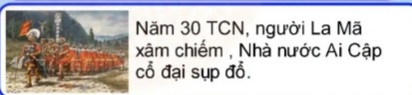 Năm 30 TCN, người La Mã
xâm chiếm , Nhà nước Ai Cập
cổ đại sụp đổ.